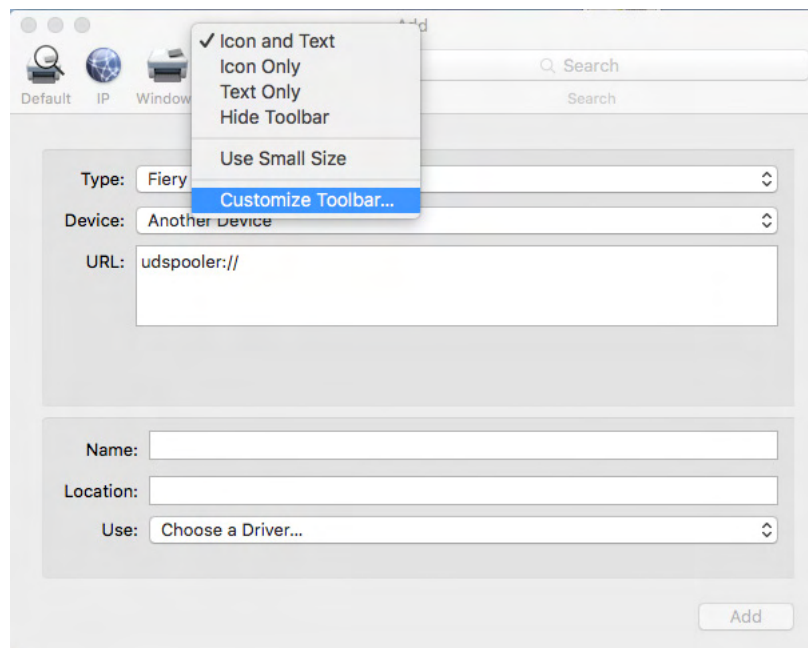 Add
✓ Icon and Text
Icon Only
Text Only
Hide Toolbar
Use Small Size
Customize Toolbar...
Default IP Window
Search
Search
Type: Fiery
Device: Another Device
URL: udspooler://
Name:
Location:
Use: Choose a Driver...
Add